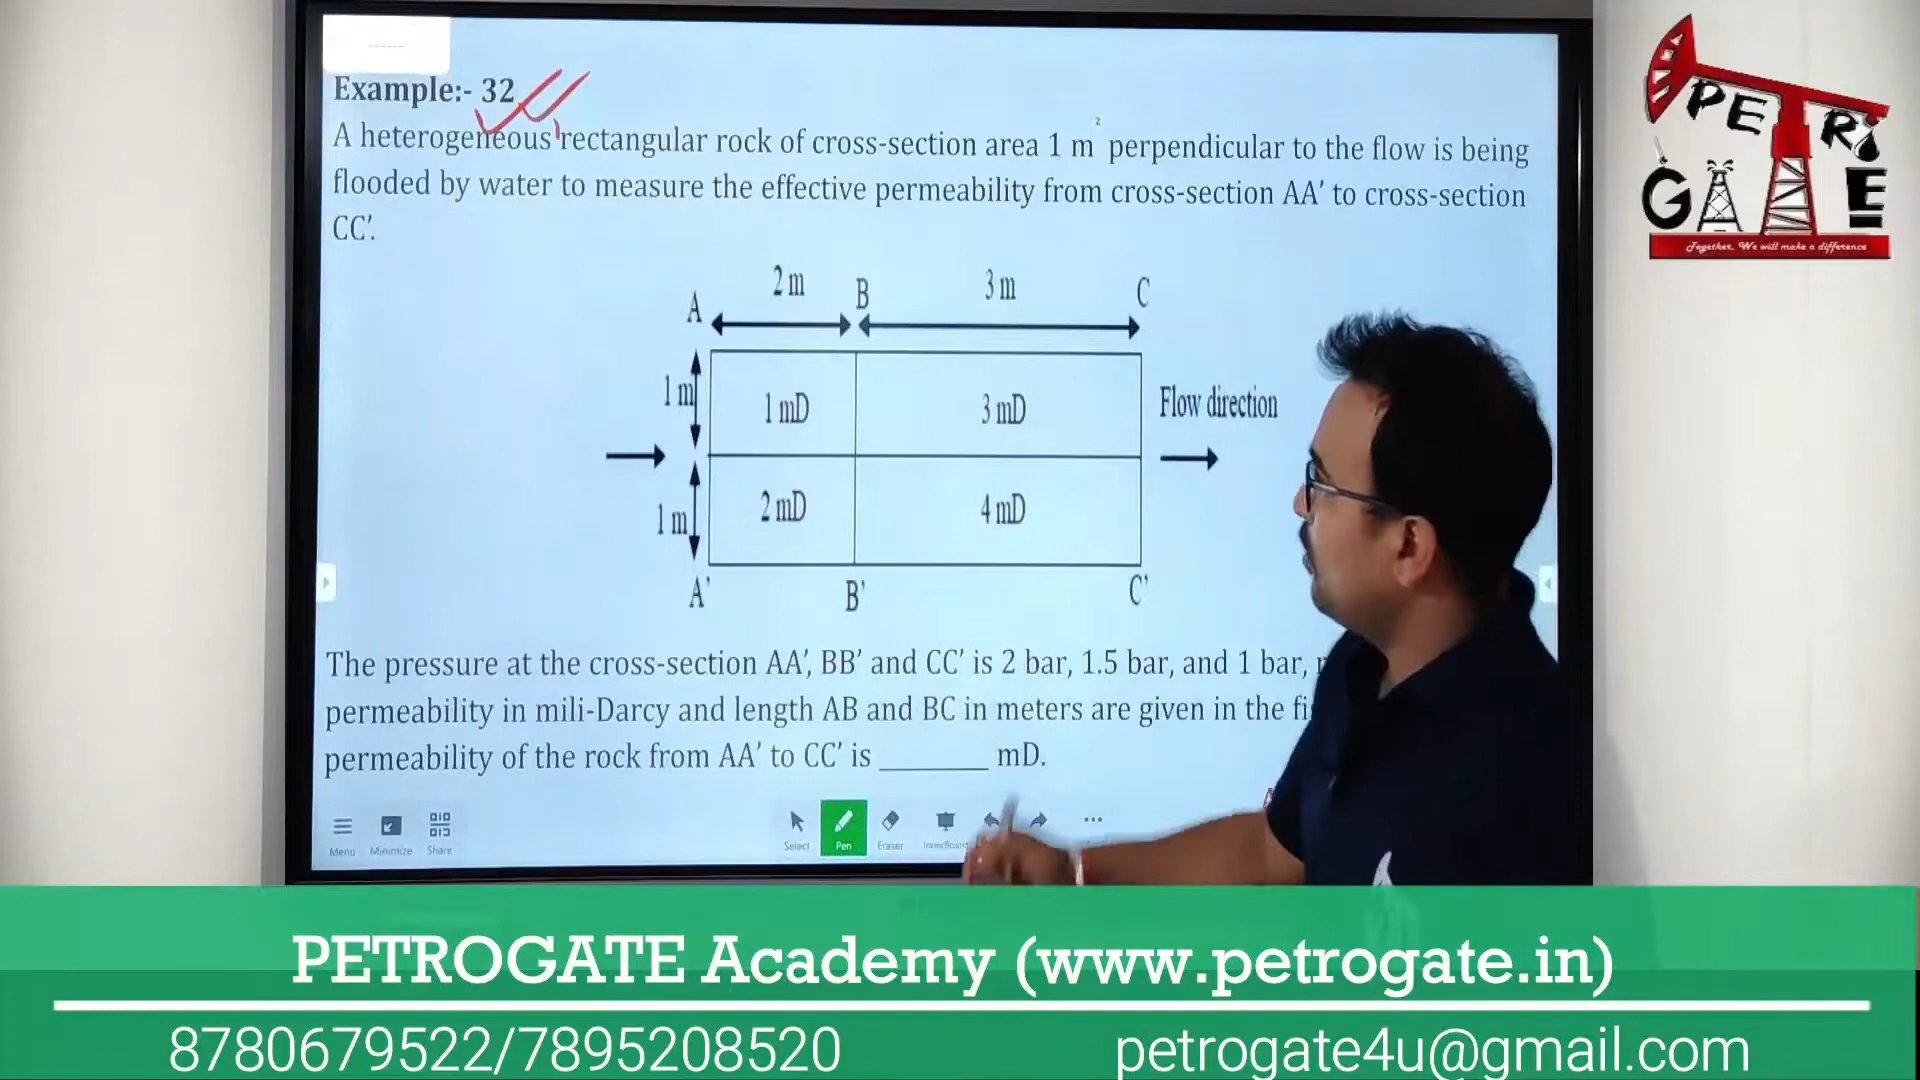 Example:- 32
A heterogeneous rectangular rock of cross-section area 1 m² perpendicular to the flow is being
flooded by water to measure the effective permeability from cross-section AA′ to cross-section
CC′.
2 m
3 m
A
B
C
1 m
1 mD
3 mD
Flow direction
1 m
2 mD
4 mD
A'
B'
C'
The pressure at the cross-section AA′, BB′ and CC′ is 2 bar, 1.5 bar, and 1 bar,
permeability in mili-Darcy and length AB and BC in meters are given in the
permeability of the rock from AA′ to CC′ is ________ mD.
Menu
Minimize
Share
Select
Pen
Eraser
PETRO
GATE
Together, We will make a difference
PETROGATE Academy (www.petrogate.in)
8780679522/7895208520
petrogate4u@gmail.com